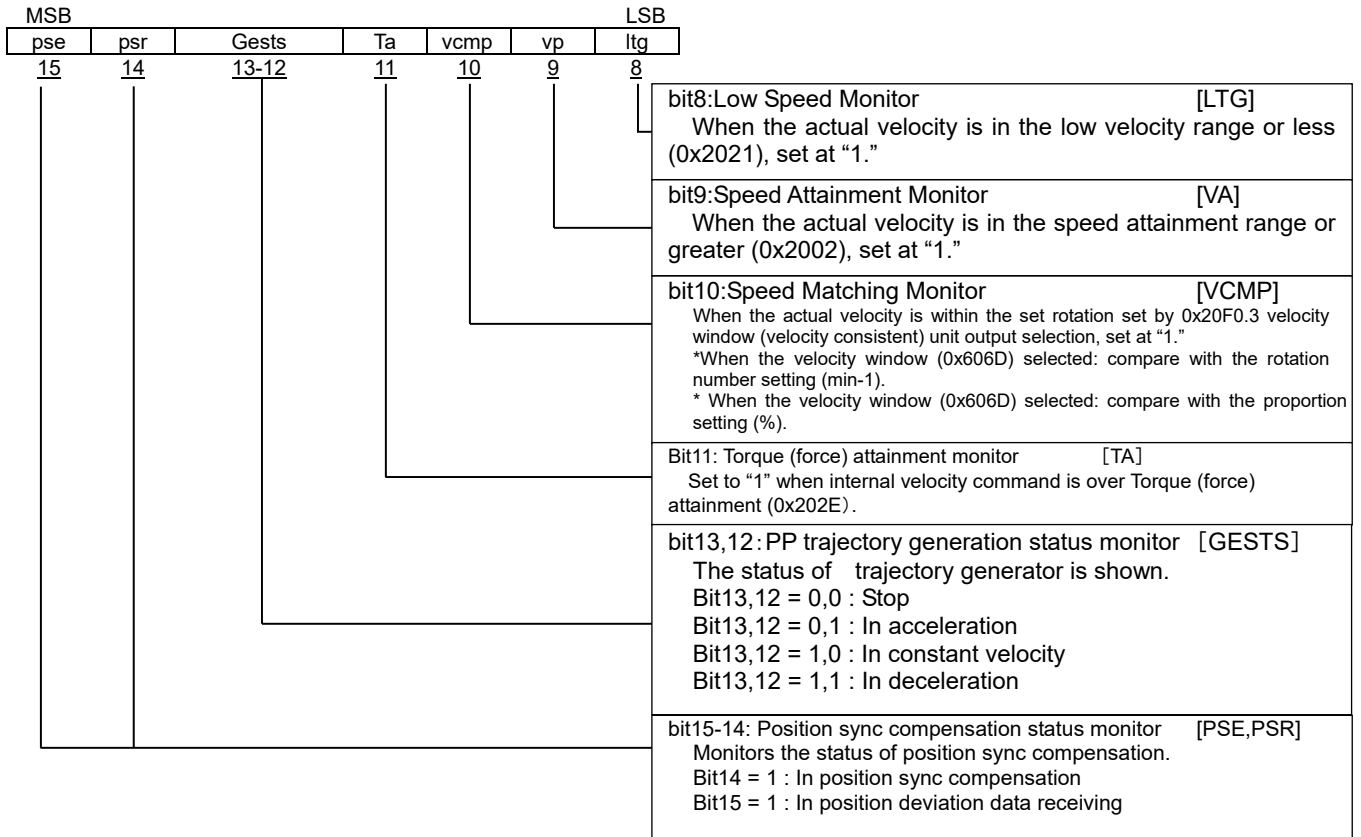 MSB LSB
pse psr Gests Ta vcmp vp ltg
15 14 13-12 11 10 9 8
bit8:Low Speed Monitor [LTG]
When the actual velocity is in the low velocity range or less
(0x2021), set at “1.”
bit9:Speed Attainment Monitor [VA]
When the actual velocity is in the speed attainment range or
greater (0x2002), set at “1.”
bit10:Speed Matching Monitor [VCMP]
When the actual velocity is within the set rotation set by 0x20F0.3 velocity
window (velocity consistent) unit output selection, set at “1.”
*When the velocity window (0x606D) selected: compare with the rotation
number setting (min-1).
* When the velocity window (0x606D) selected: compare with the proportion
setting (%).
Bit11: Torque (force) attainment monitor ［TA］
Set to “1” when internal velocity command is over Torque (force)
attainment (0x202E）.
bit13,12：PP trajectory generation status monitor ［GESTS］
The status of trajectory generator is shown.
Bit13,12 = 0,0 : Stop
Bit13,12 = 0,1 : In acceleration
Bit13,12 = 1,0 : In constant velocity
Bit13,12 = 1,1 : In deceleration
bit15-14: Position sync compensation status monitor [PSE,PSR]
Monitors the status of position sync compensation.
Bit14 = 1 : In position sync compensation
Bit15 = 1 : In position deviation data receiving